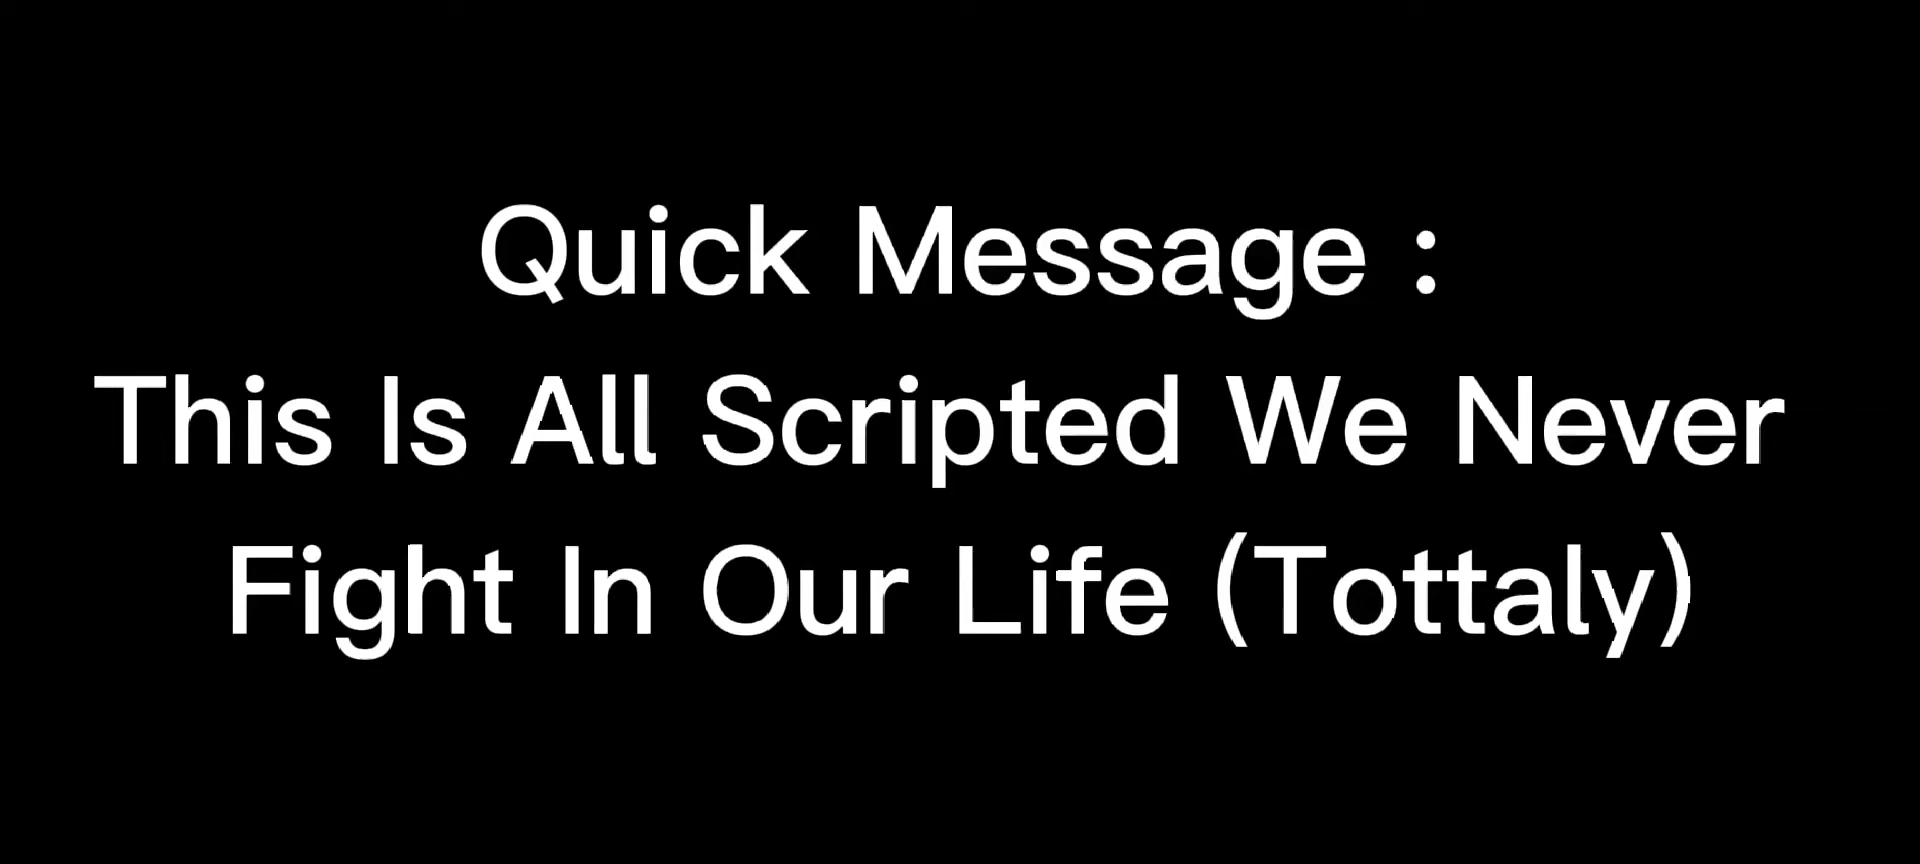 Quick Message :
This Is All Scripted We Never
Fight In Our Life (Tottaly)